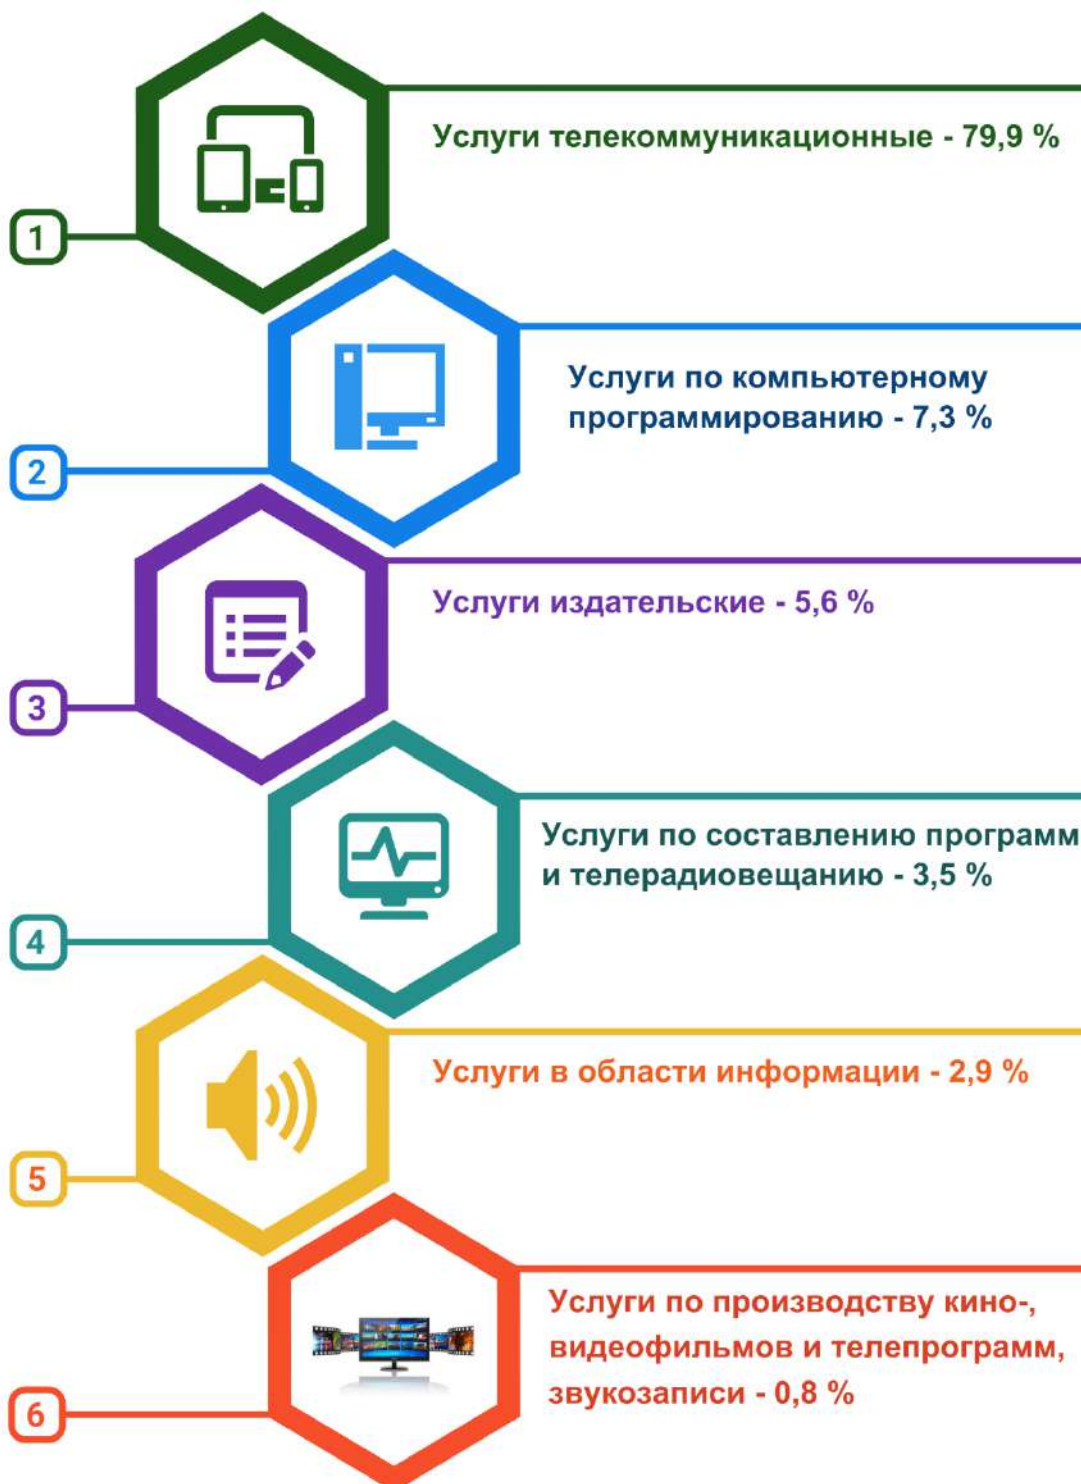 1
Услуги телекоммуникационные - 79,9 %
2
Услуги по компьютерному
программированию - 7,3 %
3
Услуги издательские - 5,6 %
4
Услуги по составлению программ
и телерадиовещанию - 3,5 %
5
Услуги в области информации - 2,9 %
6
Услуги по производству кино-,
видеофильмов и телепрограмм,
звукозаписи - 0,8 %